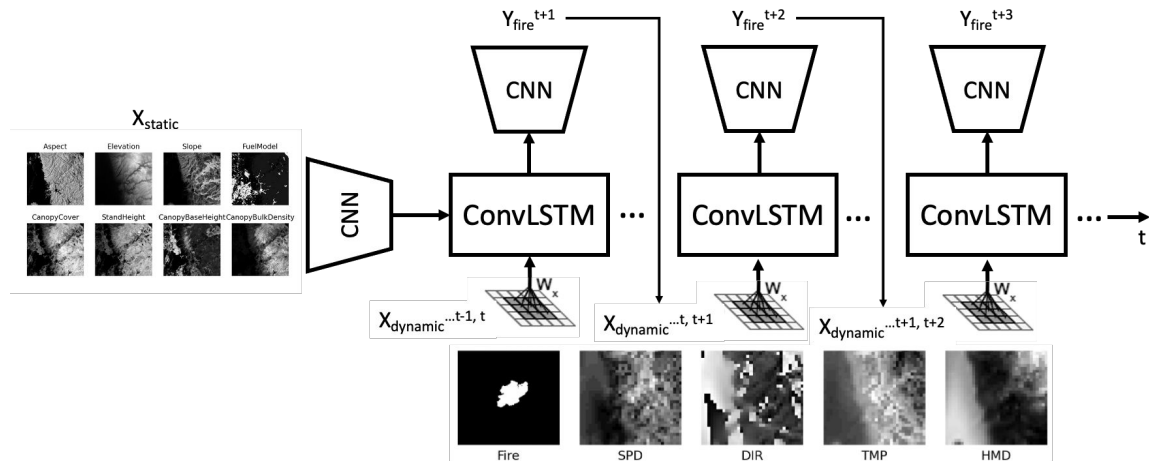 Y_fire^t+1
Y_fire^t+2
Y_fire^t+3
CNN
CNN
CNN
X_static
Aspect
Elevation
Slope
FuelModel
CanopyCover
StandHeight
CanopyBaseHeight
CanopyBulkDensity
CNN
ConvLSTM
...
ConvLSTM
...
ConvLSTM
...
t
W_x
W_x
W_x
X_dynamic^...t-1, t
X_dynamic^...t, t+1
X_dynamic^...t+1, t+2
Fire
SPD
DIR
TMP
HMD